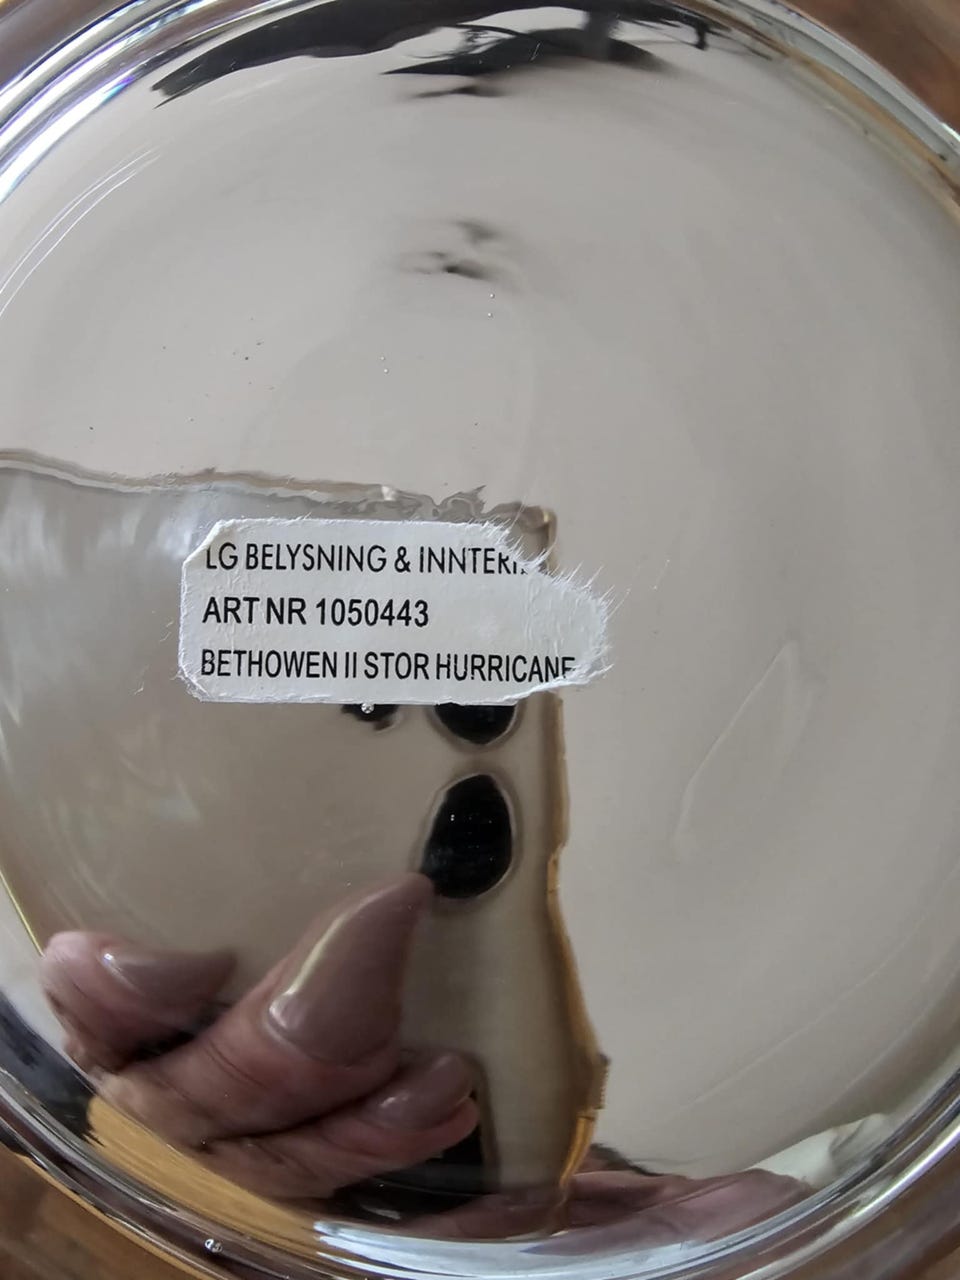 LG BELYSNING & INNTERI
ART NR 1050443
BETHOWEN II STOR HURRICANE